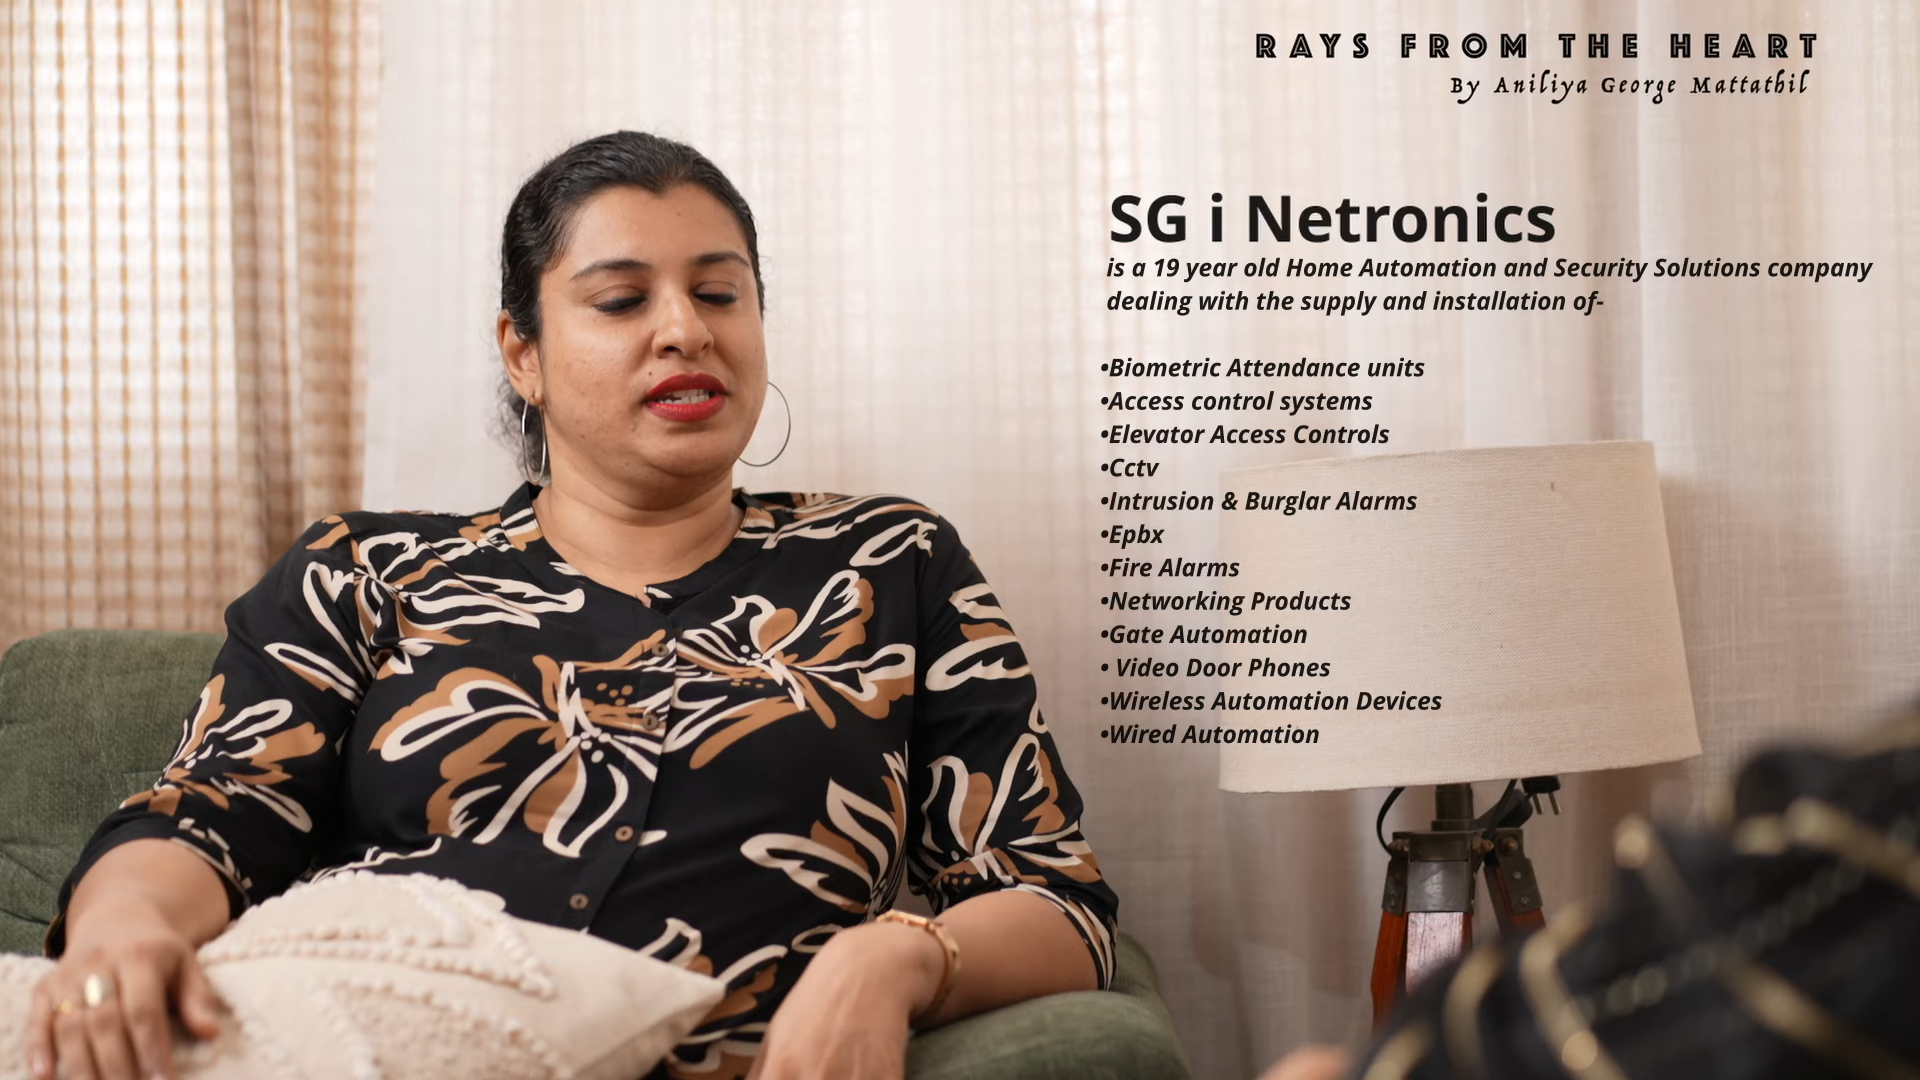 RAYS FROM THE HEART
By Aniliya George Mattathil
SG i Netronics
is a 19 year old Home Automation and Security Solutions company
dealing with the supply and installation of-
•Biometric Attendance units
•Access control systems
•Elevator Access Controls
•Cctv
•Intrusion & Burglar Alarms
•Epbx
•Fire Alarms
•Networking Products
•Gate Automation
• Video Door Phones
•Wireless Automation Devices
•Wired Automation